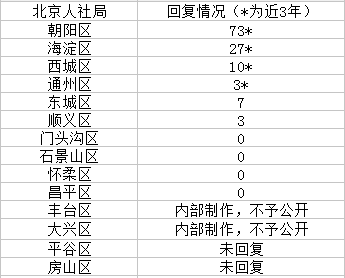 北京人社局 回复情况（*为近3年）
朝阳区 73*
海淀区 27*
西城区 10*
通州区 3*
东城区 7
顺义区 3
门头沟区 0
石景山区 0
怀柔区 0
昌平区 0
丰台区 内部制作，不予公开
大兴区 内部制作，不予公开
平谷区 未回复
房山区 未回复